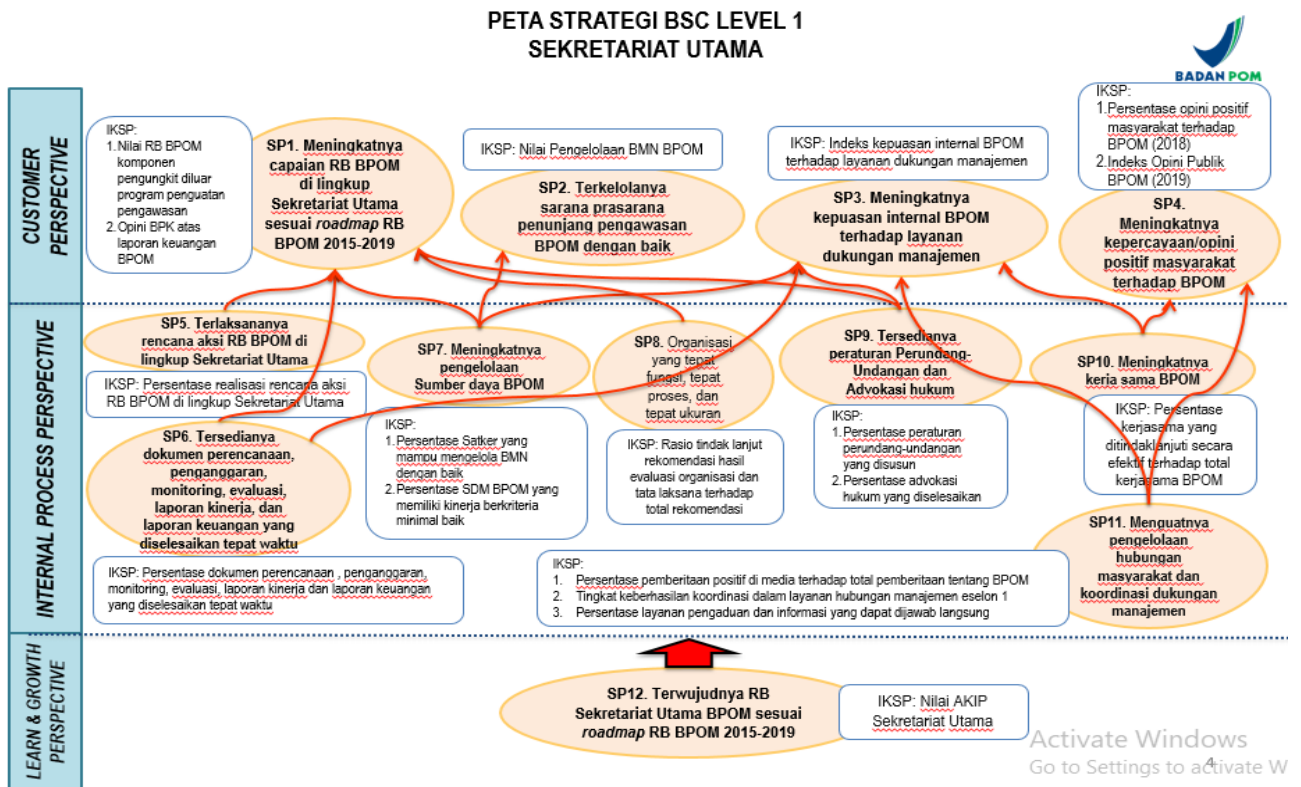 PETA STRATEGI BSC LEVEL 1
SEKRETARIAT UTAMA
BADAN POM
CUSTOMER
PERSPECTIVE
IKSP:
1.Nilai RB BPOM
komponen
pengungkit diluar
program penguatan
pengawasan
2.Opini BPK atas
laporan keuangan
BPOM
SP1. Meningkatnya
capaian RB BPOM
di lingkup
Sekretariat Utama
sesuai roadmap RB
BPOM 2015-2019
IKSP: Nilai Pengelolaan BMN BPOM
SP2. Terkelolanya
sarana prasarana
penunjang pengawasan
BPOM dengan baik
IKSP: Indeks kepuasan internal BPOM
terhadap layanan dukungan manajemen
SP3. Meningkatnya
kepuasan internal BPOM
terhadap layanan
dukungan manajemen
IKSP:
1.Persentase opini positif
masyarakat terhadap
BPOM (2018)
2.Indeks Opini Publik
BPOM (2019)
SP4.
Meningkatnya
kepercayaan/opini
positif masyarakat
terhadap BPOM
INTERNAL PROCESS PERSPECTIVE
SP5. Terlaksananya
rencana aksi RB BPOM di
lingkup Sekretariat Utama
IKSP: Persentase realisasi rencana aksi
RB BPOM di lingkup Sekretariat Utama
SP6. Tersedianya
dokumen perencanaan,
penganggaran,
monitoring, evaluasi,
laporan kinerja, dan
laporan keuangan yang
diselesaikan tepat waktu
IKSP: Persentase dokumen perencanaan , penganggaran,
monitoring, evaluasi, laporan kinerja dan laporan keuangan
yang diselesaikan tepat waktu
SP7. Meningkatnya
pengelolaan
Sumber daya BPOM
IKSP:
1.Persentase Satker yang
mampu mengelola BMN
dengan baik
2.Persentase SDM BPOM yang
memiliki kinerja berkriteria
minimal baik
SP8. Organisasi
yang tepat
fungsi, tepat
proses, dan
tepat ukuran
IKSP: Rasio tindak lanjut
rekomendasi hasil
evaluasi organisasi dan
tata laksana terhadap
total rekomendasi
SP9. Tersedianya
peraturan Perundang-
Undangan dan
Advokasi hukum
IKSP:
1. Persentase peraturan
perundang-undangan
yang disusun
2. Persentase advokasi
hukum yang diselesaikan
SP10. Meningkatnya
kerja sama BPOM
IKSP: Persentase
kerjasama yang
ditindaklanjuti secara
efektif terhadap total
kerjasama BPOM
SP11. Menguatnya
pengelolaan
hubungan
masyarakat dan
koordinasi dukungan
manajemen
IKSP:
1. Persentase pemberitaan positif di media terhadap total pemberitaan tentang BPOM
2. Tingkat keberhasilan koordinasi dalam layanan hubungan manajemen eselon 1
3. Persentase layanan pengaduan dan informasi yang dapat dijawab langsung
LEARN & GROWTH
PERSPECTIVE
SP12. Terwujudnya RB
Sekretariat Utama BPOM sesuai
roadmap RB BPOM 2015-2019
IKSP: Nilai AKIP
Sekretariat Utama
Activate Windows
Go to Settings to activate W
4